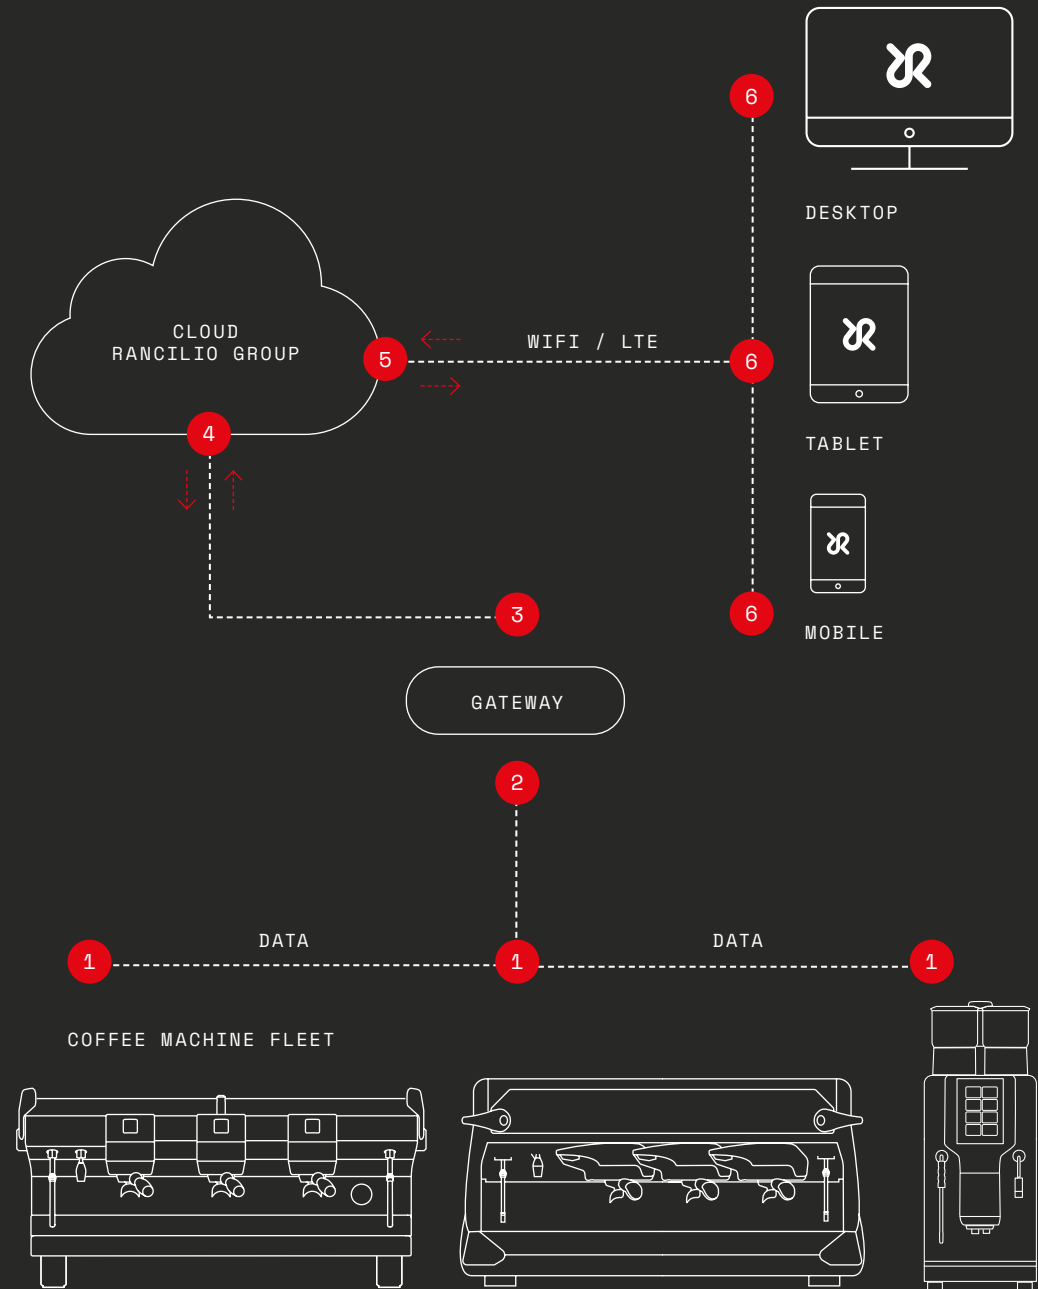 6
DESKTOP
CLOUD
RANCILIO GROUP
5
WIFI / LTE
6
4
TABLET
3
6
MOBILE
GATEWAY
2
DATA
DATA
1
1
1
COFFEE MACHINE FLEET